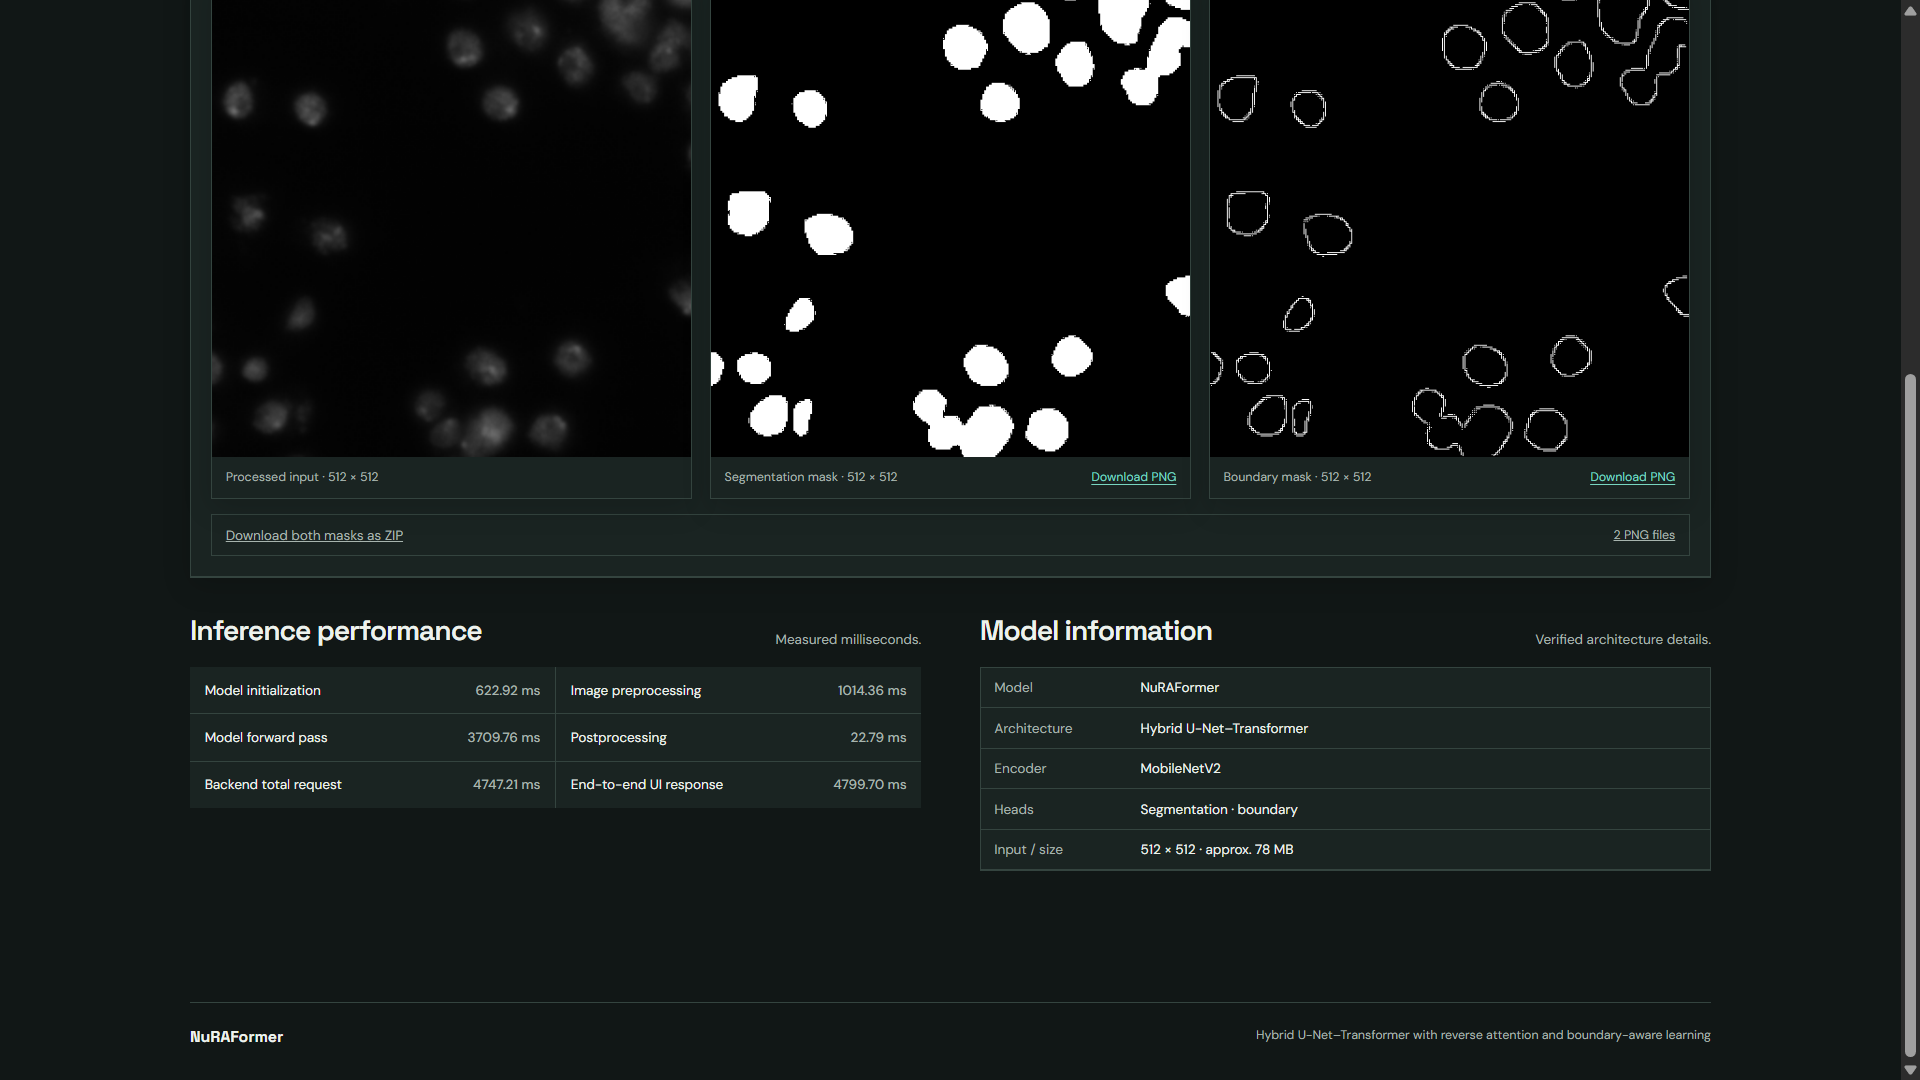 Processed input · 512 × 512
Segmentation mask · 512 × 512 Download PNG
Boundary mask · 512 × 512 Download PNG
Download both masks as ZIP 2 PNG files
Inference performance Measured milliseconds.
Model initialization 622.92 ms Image preprocessing 1014.36 ms
Model forward pass 3709.76 ms Postprocessing 22.79 ms
Backend total request 4747.21 ms End-to-end UI response 4799.70 ms
Model information Verified architecture details.
Model NuRAFormer
Architecture Hybrid U-Net–Transformer
Encoder MobileNetV2
Heads Segmentation · boundary
Input / size 512 × 512 · approx. 78 MB
NuRAFormer Hybrid U-Net–Transformer with reverse attention and boundary-aware learning